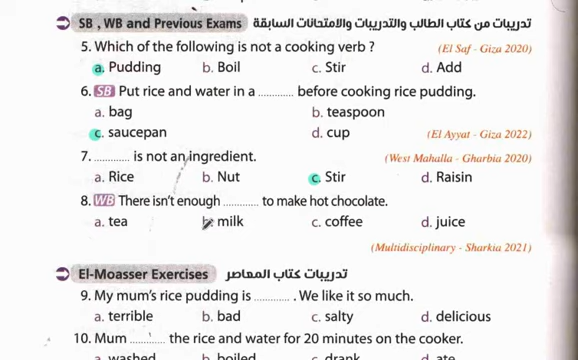 SB , WB and Previous Exams تدريبات من كتاب الطالب والتدريبات والامتحانات السابقة
5. Which of the following is not a cooking verb ? (El Saf - Giza 2020)
a. Pudding b. Boil c. Stir d. Add
6. SB Put rice and water in a ............ before cooking rice pudding.
a. bag b. teaspoon
c. saucepan d. cup (El Ayyat - Giza 2022)
7. ............ is not an ingredient. (West Mahalla - Gharbia 2020)
a. Rice b. Nut c. Stir d. Raisin
8. WB There isn't enough ............ to make hot chocolate.
a. tea b. milk c. coffee d. juice
(Multidisciplinary - Sharkia 2021)
El-Moasser Exercises تدريبات كتاب المعاصر
9. My mum's rice pudding is ............ . We like it so much.
a. terrible b. bad c. salty d. delicious
10. Mum ............ the rice and water for 20 minutes on the cooker.
a. washed b. boiled c. drank d. ate